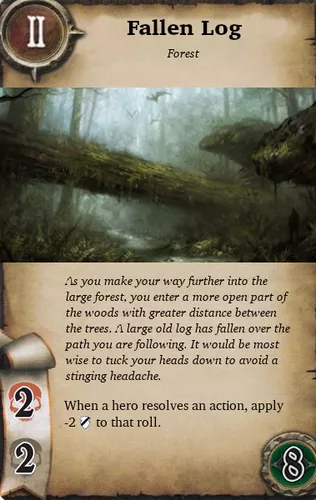 II
Fallen Log
Forest
As you make your way further into the
large forest, you enter a more open part of
the woods with greater distance between
the trees. A large old log has fallen over the
path you are following. It would be most
wise to tuck your heads down to avoid a
stinging headache.
When a hero resolves an action, apply
-2 to that roll.
2
2
8